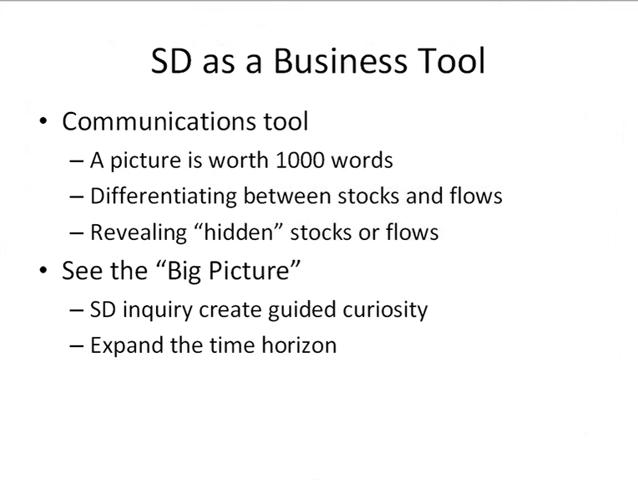 SD as a Business Tool
• Communications tool
– A picture is worth 1000 words
– Differentiating between stocks and flows
– Revealing “hidden” stocks or flows
• See the “Big Picture”
– SD inquiry create guided curiosity
– Expand the time horizon